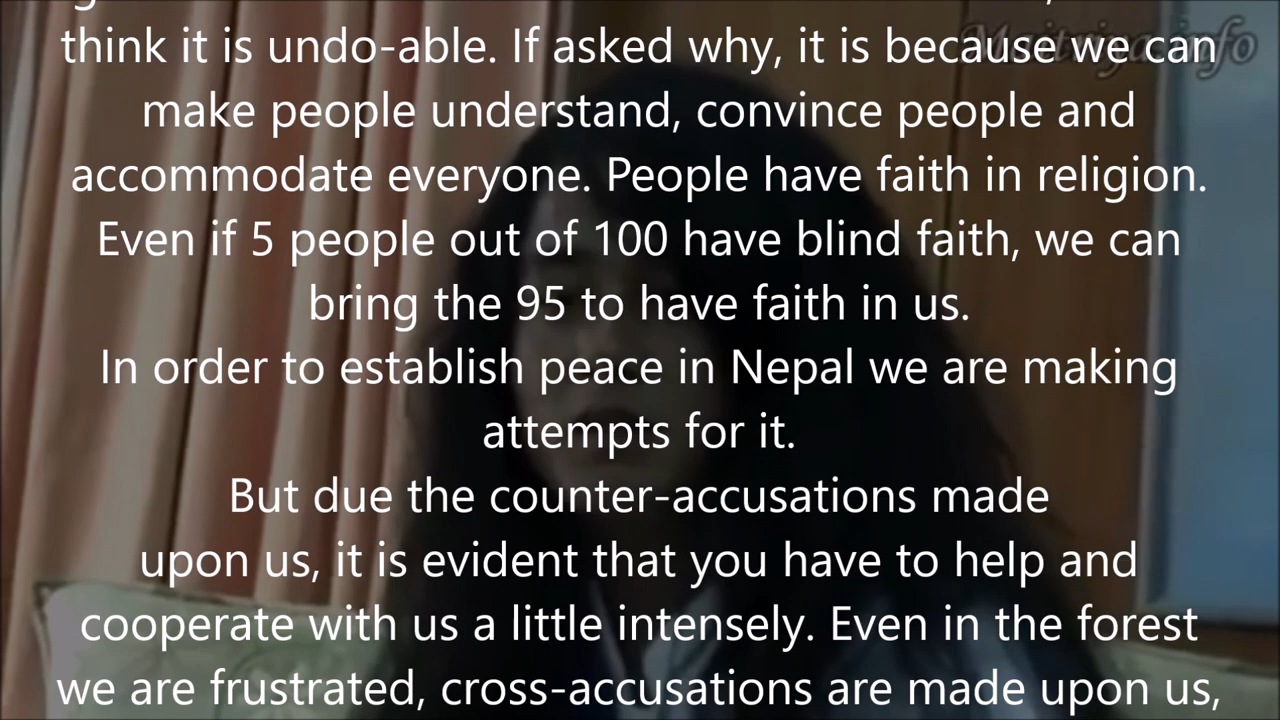 Maitriya.info
think it is undo-able. If asked why, it is because we can
make people understand, convince people and
accommodate everyone. People have faith in religion.
Even if 5 people out of 100 have blind faith, we can
bring the 95 to have faith in us.
In order to establish peace in Nepal we are making
attempts for it.
But due the counter-accusations made
upon us, it is evident that you have to help and
cooperate with us a little intensely. Even in the forest
we are frustrated, cross-accusations are made upon us,